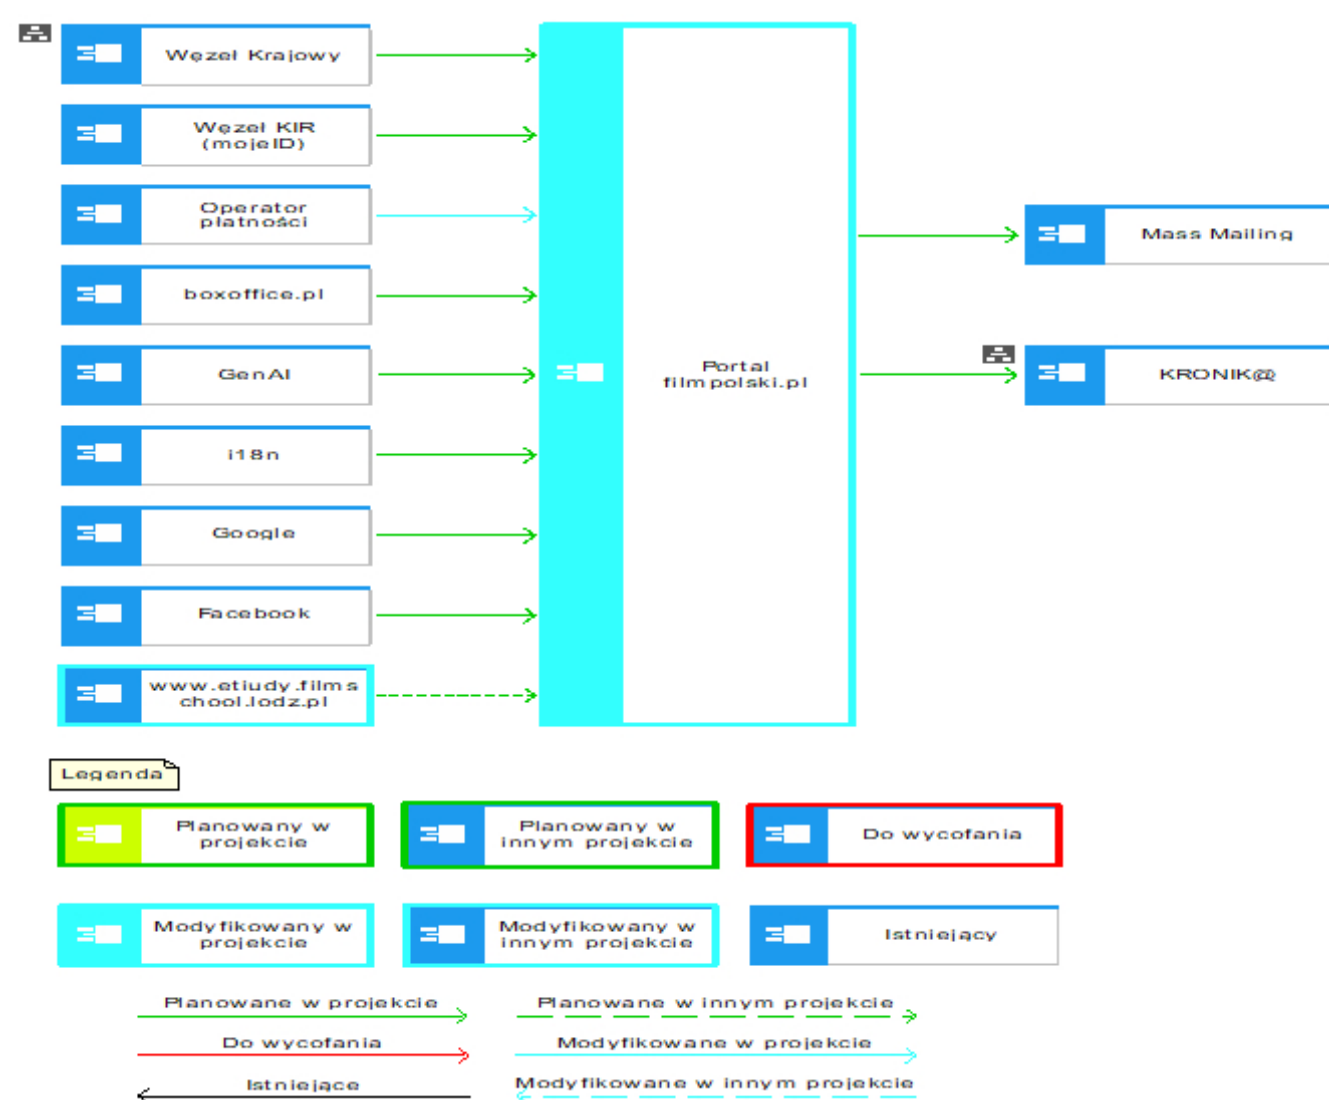 Węzeł Krajowy
Węzeł KIR
(mojeID)
Operator
płatności
boxoffice.pl
GenAI
i18n
Google
Facebook
www.etiudy.films
chool.lodz.pl
Portal
filmpolski.pl
Mass Mailing
KRONIK@
Legenda
Planowany w
projekcie
Planowany w
innym projekcie
Do wycofania
Modyfikowany w
projekcie
Modyfikowany w
innym projekcie
Istniejący
Planowane w projekcie
Planowane w innym projekcie
Do wycofania
Modyfikowane w projekcie
Istniejące
Modyfikowane w innym projekcie